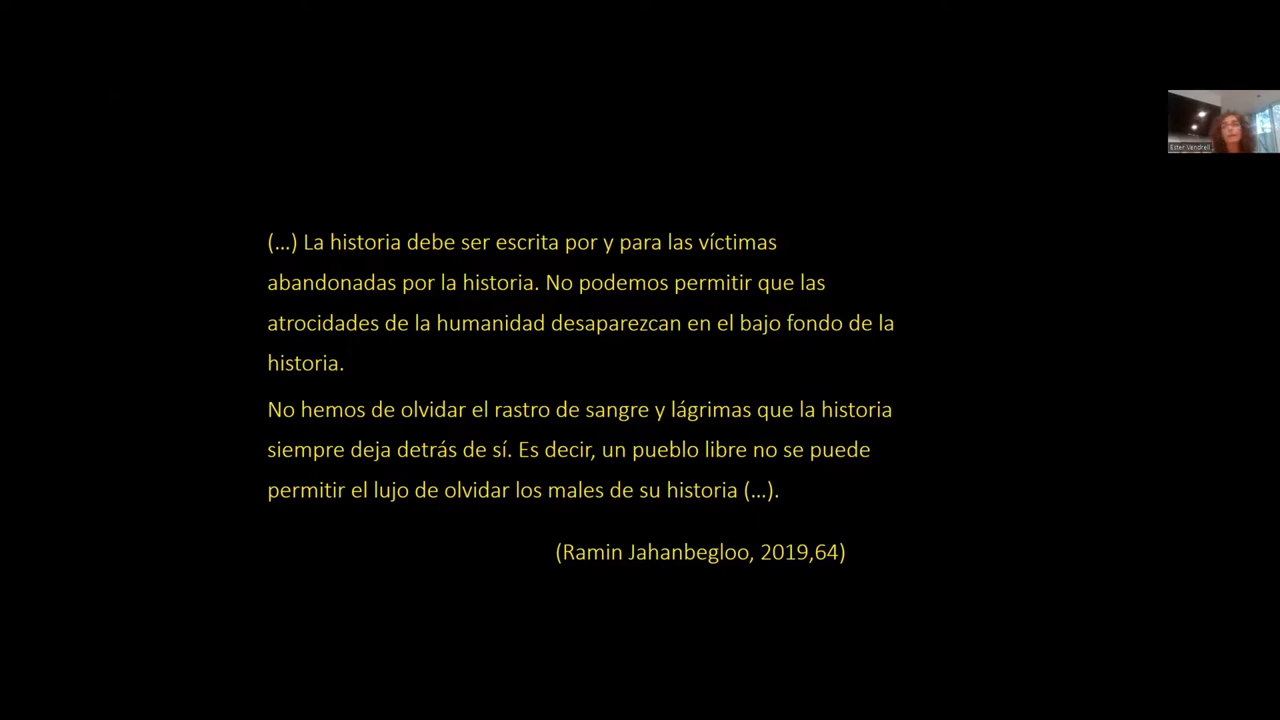 Ester Vendrell
(...) La historia debe ser escrita por y para las víctimas
abandonadas por la historia. No podemos permitir que las
atrocidades de la humanidad desaparezcan en el bajo fondo de la
historia.
No hemos de olvidar el rastro de sangre y lágrimas que la historia
siempre deja detrás de sí. Es decir, un pueblo libre no se puede
permitir el lujo de olvidar los males de su historia (...).
(Ramin Jahanbegloo, 2019,64)